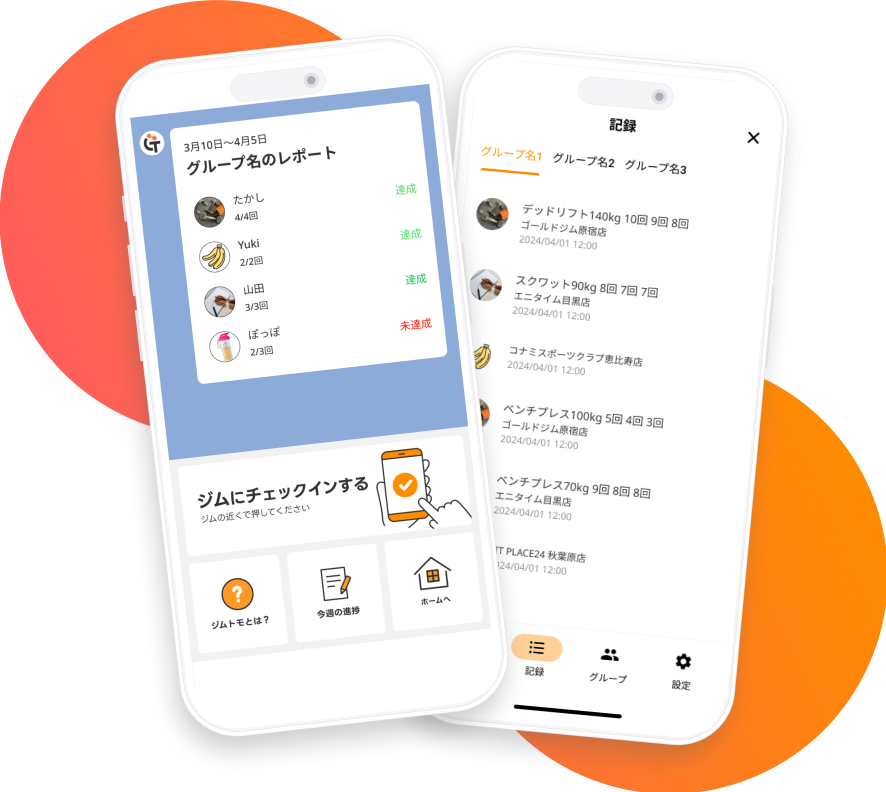 3月10日〜4月5日
グループ名のレポート
たかし
4/4回
達成
Yuki
2/2回
達成
山田
3/3回
達成
ぽっぽ
2/3回
未達成
ジムにチェックインする
ジムの近くで押してください
?
ジムトモとは?
今週の進捗
ホームへ
記録
グループ名1 グループ名2 グループ名3
デッドリフト140kg 10回 9回 8回
ゴールドジム原宿店
2024/04/01 12:00
スクワット90kg 8回 7回 7回
エニタイム目黒店
2024/04/01 12:00
コナミスポーツクラブ恵比寿店
2024/04/01 12:00
ベンチプレス100kg 5回 4回 3回
ゴールドジム原宿店
2024/04/01 12:00
ベンチプレス70kg 9回 8回 8回
エニタイム目黒店
2024/04/01 12:00
IT PLACE24 秋葉原店
24/04/01 12:00
記録
グループ
設定